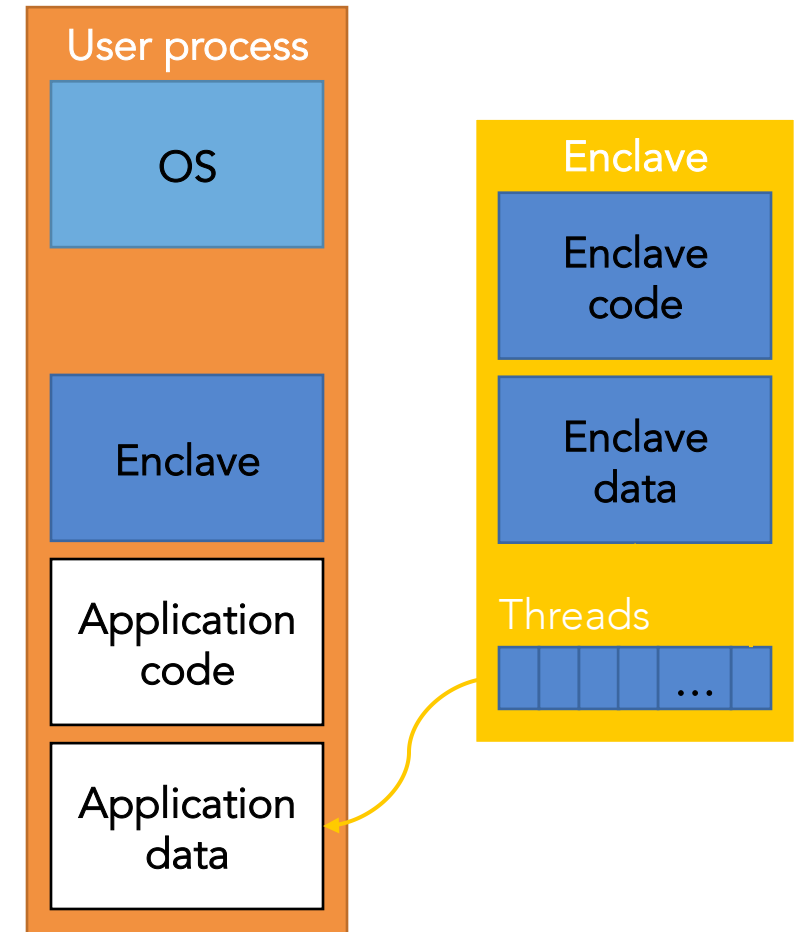 User process
OS
Enclave
Application
code
Application
data
Enclave
Enclave
code
Enclave
data
Threads
...